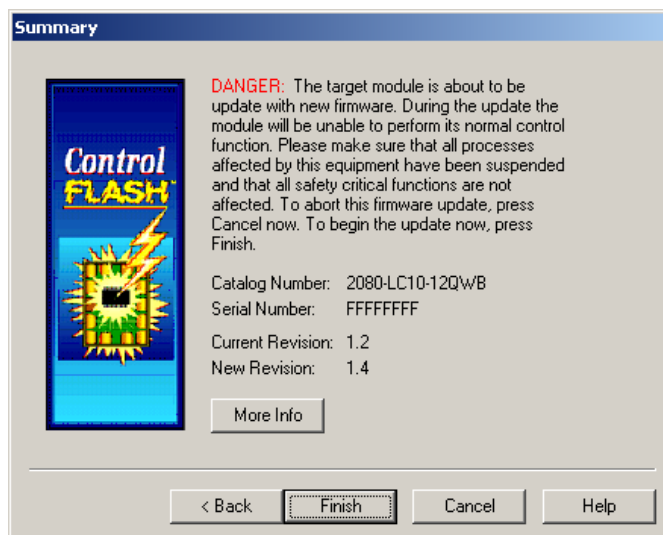 Summary
Control
FLASH
DANGER: The target module is about to be
update with new firmware. During the update the
module will be unable to perform its normal control
function. Please make sure that all processes
affected by this equipment have been suspended
and that all safety critical functions are not
affected. To abort this firmware update, press
Cancel now. To begin the update now, press
Finish.
Catalog Number: 2080-LC10-12QWB
Serial Number: FFFFFFFF
Current Revision: 1.2
New Revision: 1.4
More Info
< Back Finish Cancel Help